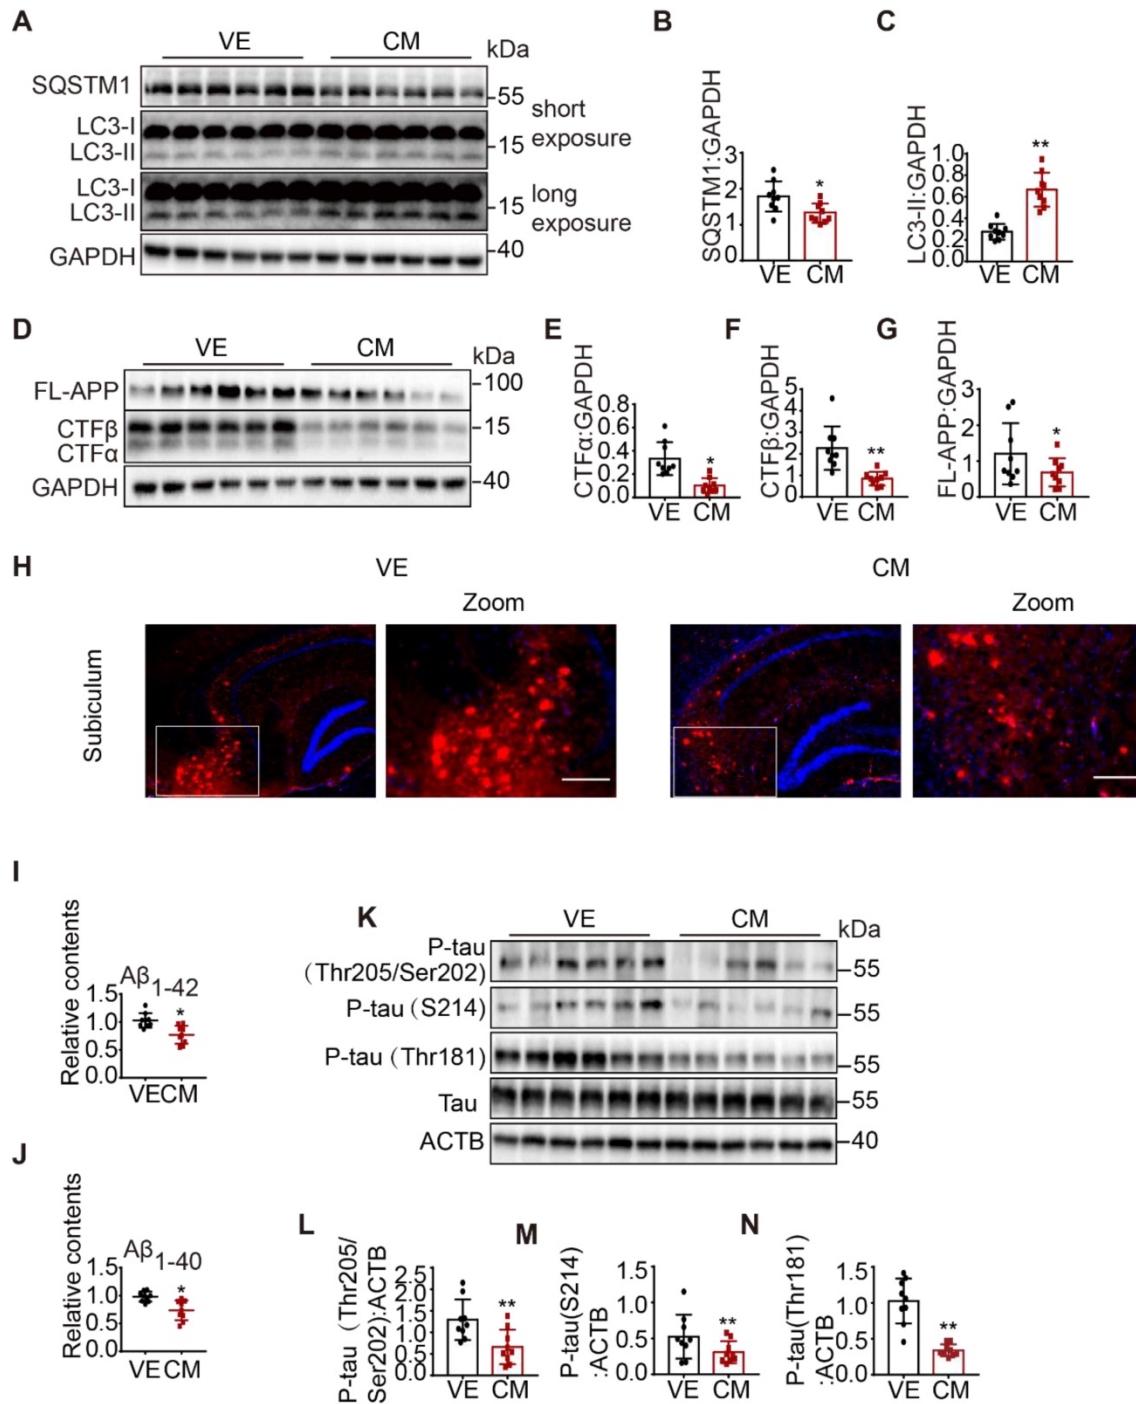 A
VE CM kDa
SQSTM1 55
LC3-I short
LC3-II 15 exposure
LC3-I long
LC3-II 15 exposure
GAPDH 40
B
SQSTM1:GAPDH
3
2
1
0
*
VE CM
C
LC3-II:GAPDH
1.0
0.8
0.6
0.4
0.2
0
**
VE CM
D
VE CM kDa
FL-APP 100
CTFβ 15
CTFα
GAPDH 40
E
CTFα:GAPDH
0.8
0.6
0.4
0.2
0
*
VE CM
F
CTFβ:GAPDH
5
4
3
2
1
0
**
VE CM
G
FL-APP:GAPDH
3
2
1
0
*
VE CM
H
VE CM
Zoom Zoom
Subiculum
I
Relative contents
Aβ1-42
1.5
1.0
0.5
0.0
*
VE CM
J
Relative contents
Aβ1-40
1.5
1.0
0.5
0.0
*
VE CM
K
VE CM kDa
P-tau
(Thr205/Ser202) 55
P-tau (S214) 55
P-tau (Thr181) 55
Tau 55
ACTB 40
L
P-tau (Thr205/
Ser202):ACTB
2.5
2.0
1.5
1.0
0.5
0.0
**
VE CM
M
P-tau(S214)
:ACTB
1.5
1.0
0.5
0.0
**
VE CM
N
P-tau(Thr181)
:ACTB
1.5
1.0
0.5
0.0
**
VE CM